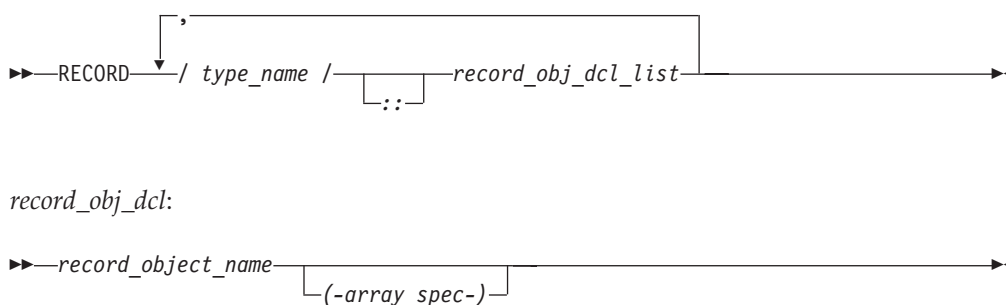 ,
RECORD / type_name / record_obj_dcl_list
::
record_obj_dcl:
record_object_name
(-array spec-)